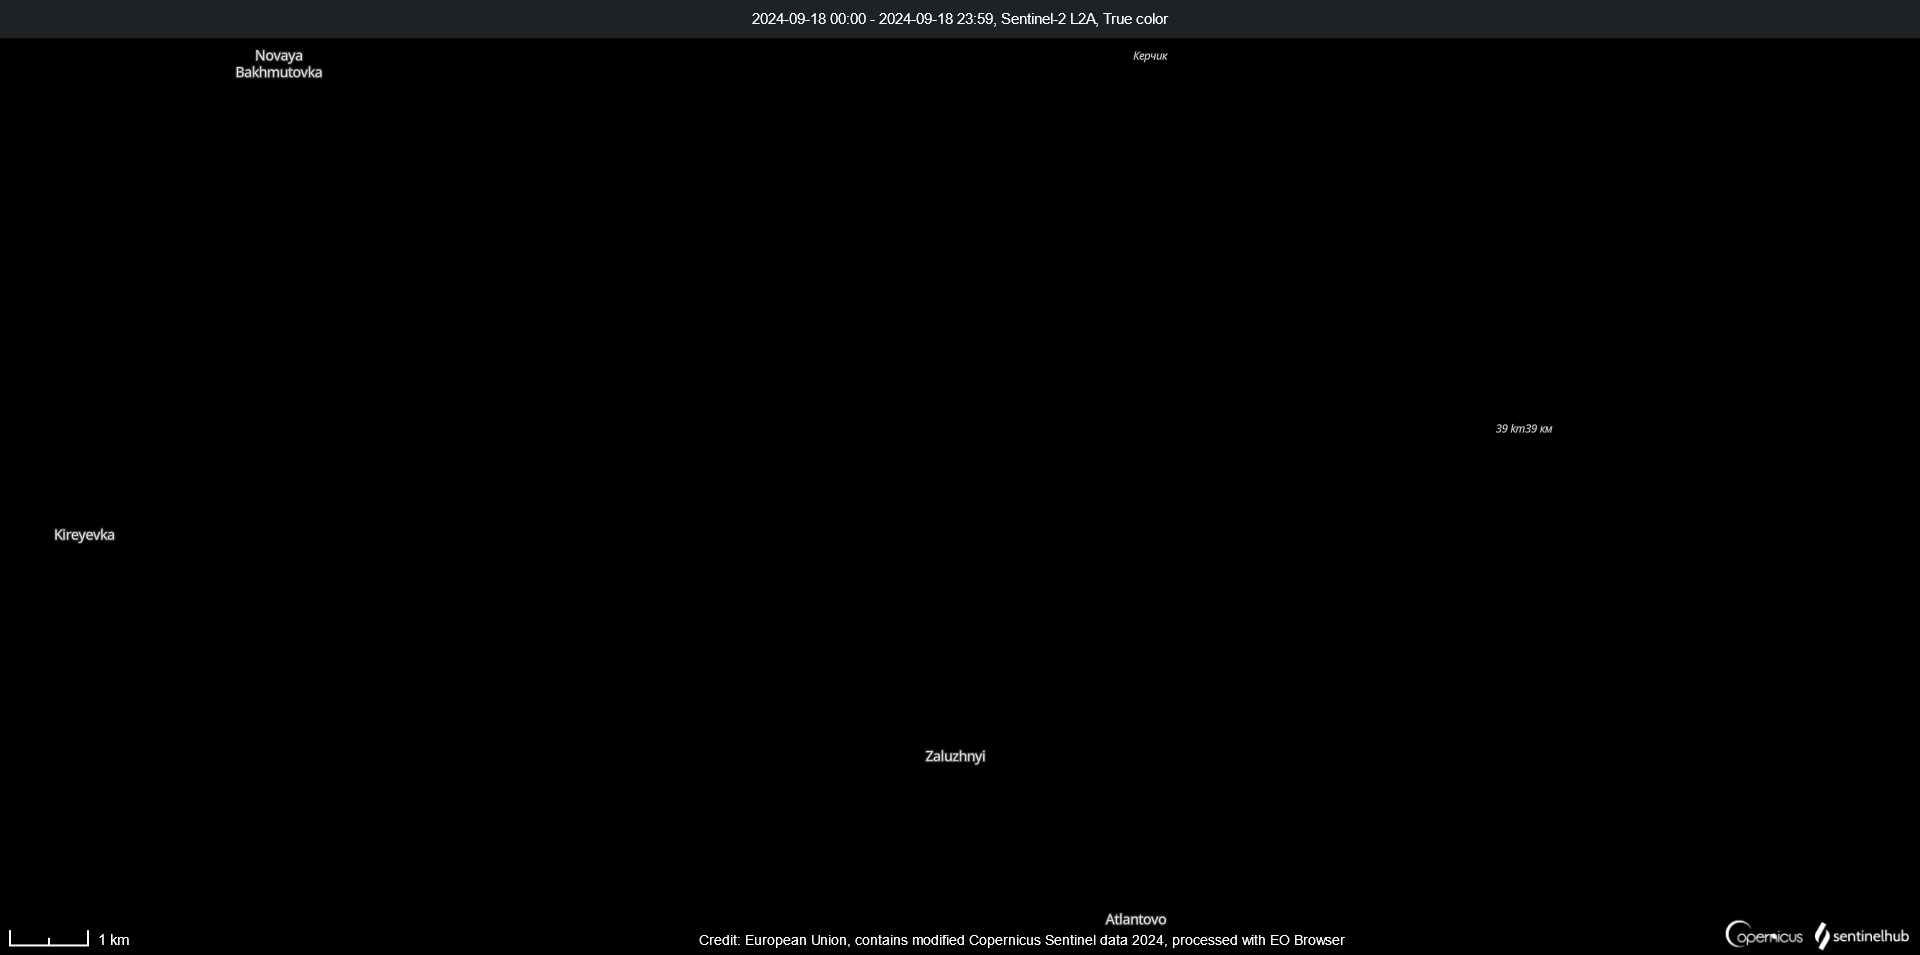 2024-09-18 00:00 - 2024-09-18 23:59, Sentinel-2 L2A, True color
Novaya
Bakhmutovka
Керчик
39 km39 км
Kireyevka
Zaluzhnyi
Atlantovo
1 km
Credit: European Union, contains modified Copernicus Sentinel data 2024, processed with EO Browser
Copernicus
sentinelhub